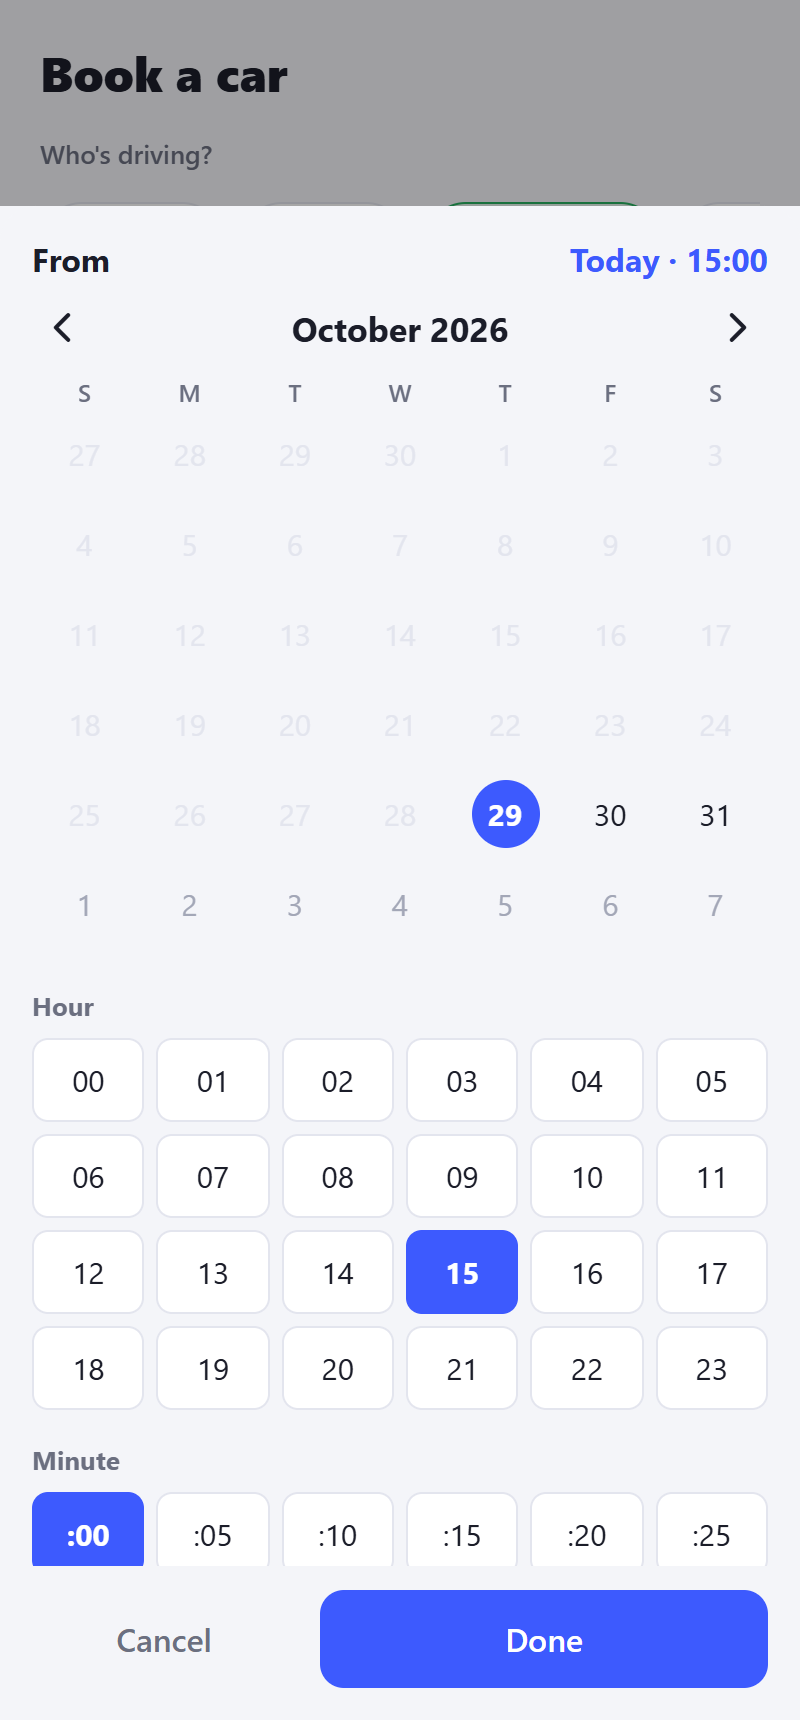 Book a car
Who's driving?
From Today · 15:00
October 2026
S M T W T F S
27 28 29 30 1 2 3
4 5 6 7 8 9 10
11 12 13 14 15 16 17
18 19 20 21 22 23 24
25 26 27 28 29 30 31
1 2 3 4 5 6 7
Hour
00 01 02 03 04 05
06 07 08 09 10 11
12 13 14 15 16 17
18 19 20 21 22 23
Minute
:00 :05 :10 :15 :20 :25
Cancel Done